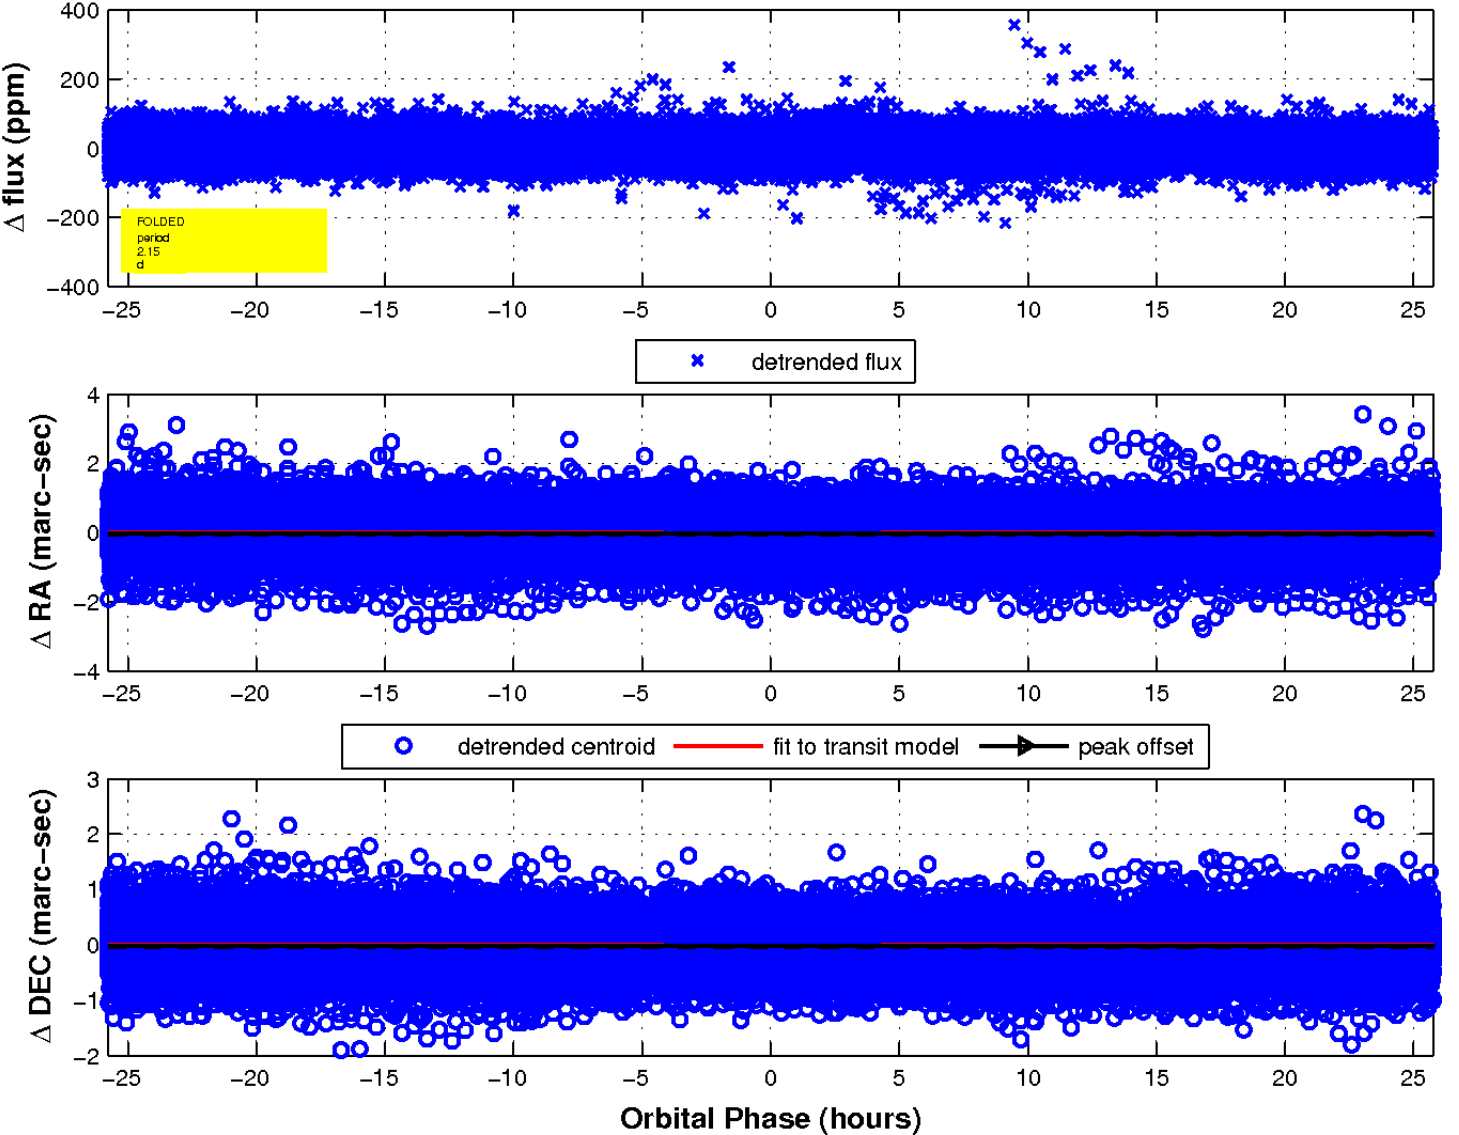 400
200
0
−200
−400
Δ flux (ppm)
FOLDED
period
2.15
d
−25 −20 −15 −10 −5 0 5 10 15 20 25
detrended flux
4
2
0
−2
−4
Δ RA (marc−sec)
−25 −20 −15 −10 −5 0 5 10 15 20 25
detrended centroid fit to transit model peak offset
3
2
1
0
−1
−2
Δ DEC (marc−sec)
−25 −20 −15 −10 −5 0 5 10 15 20 25
Orbital Phase (hours)